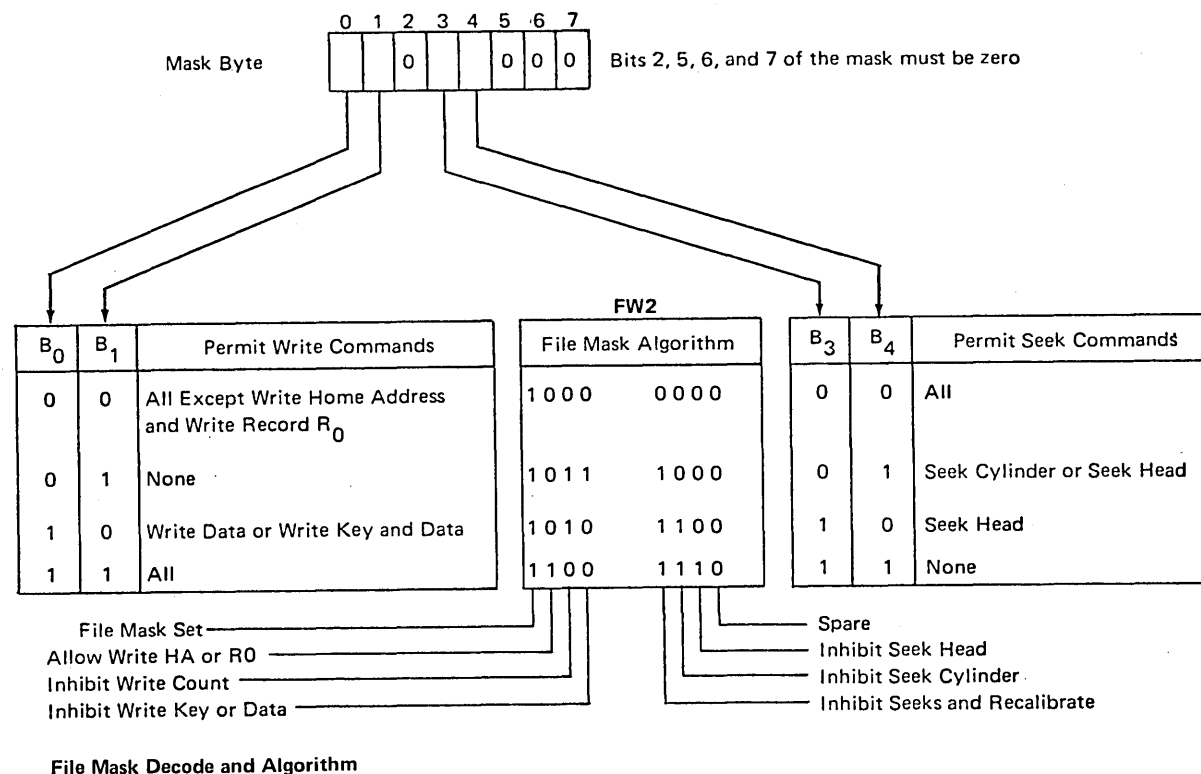 0 1 2 3 4 5 6 7
Mask Byte
0 0 0 0
Bits 2, 5, 6, and 7 of the mask must be zero
FW2
B0 B1 Permit Write Commands
File Mask Algorithm
B3 B4 Permit Seek Commands
0 0 All Except Write Home Address
and Write Record R0
1000 0000
0 0 All
0 1 None
1011 1000
0 1 Seek Cylinder or Seek Head
1 0 Write Data or Write Key and Data
1010 1100
1 0 Seek Head
1 1 All
1100 1110
1 1 None
File Mask Set
Allow Write HA or R0
Inhibit Write Count
Inhibit Write Key or Data
Spare
Inhibit Seek Head
Inhibit Seek Cylinder
Inhibit Seeks and Recalibrate
File Mask Decode and Algorithm